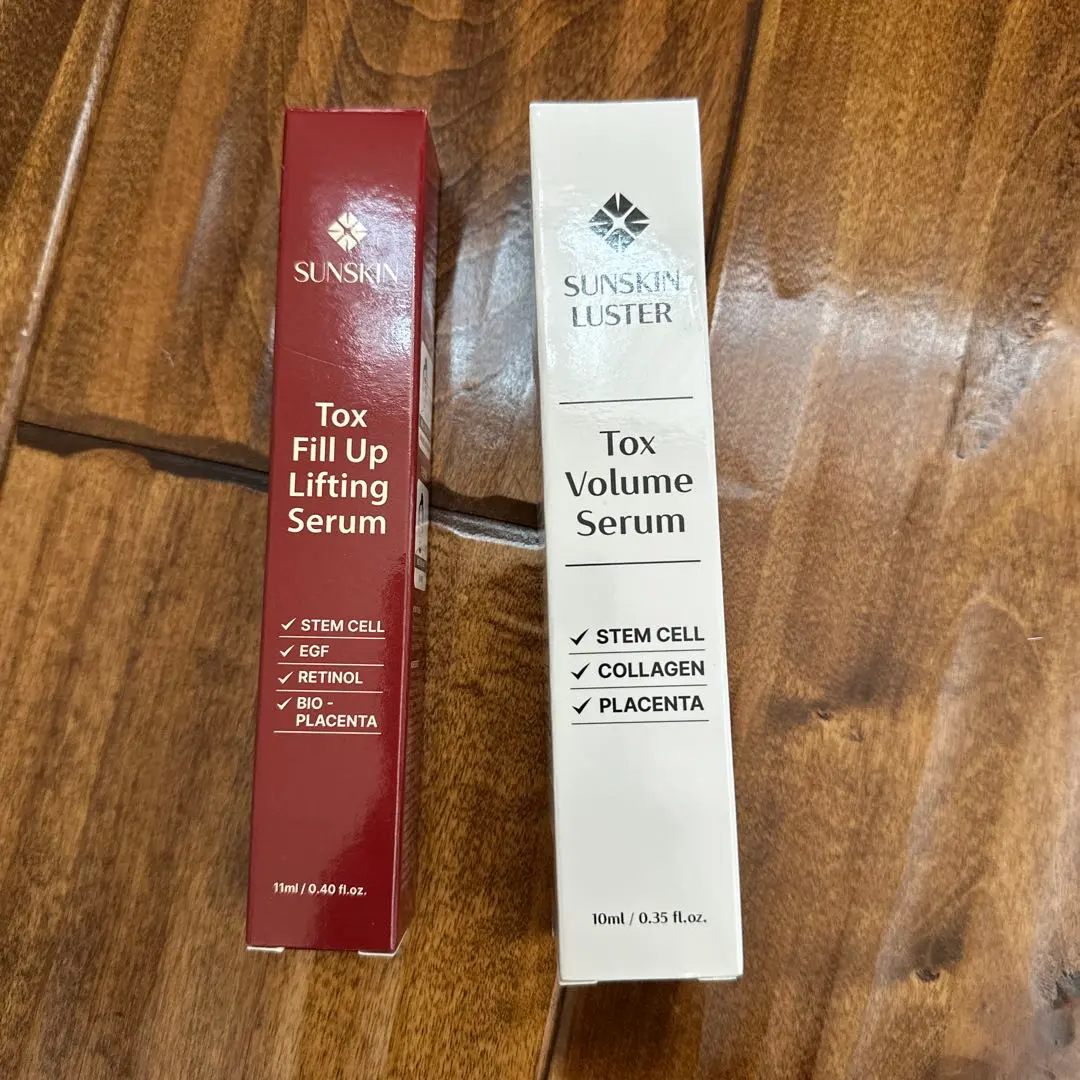 SUNSKIN
Tox
Fill Up
Lifting
Serum
✓ STEM CELL
✓ EGF
✓ RETINOL
✓ BIO -
PLACENTA
11ml / 0.40 fl.oz.
SUNSKIN
LUSTER
Tox
Volume
Serum
✓ STEM CELL
✓ COLLAGEN
✓ PLACENTA
10ml / 0.35 fl.oz.